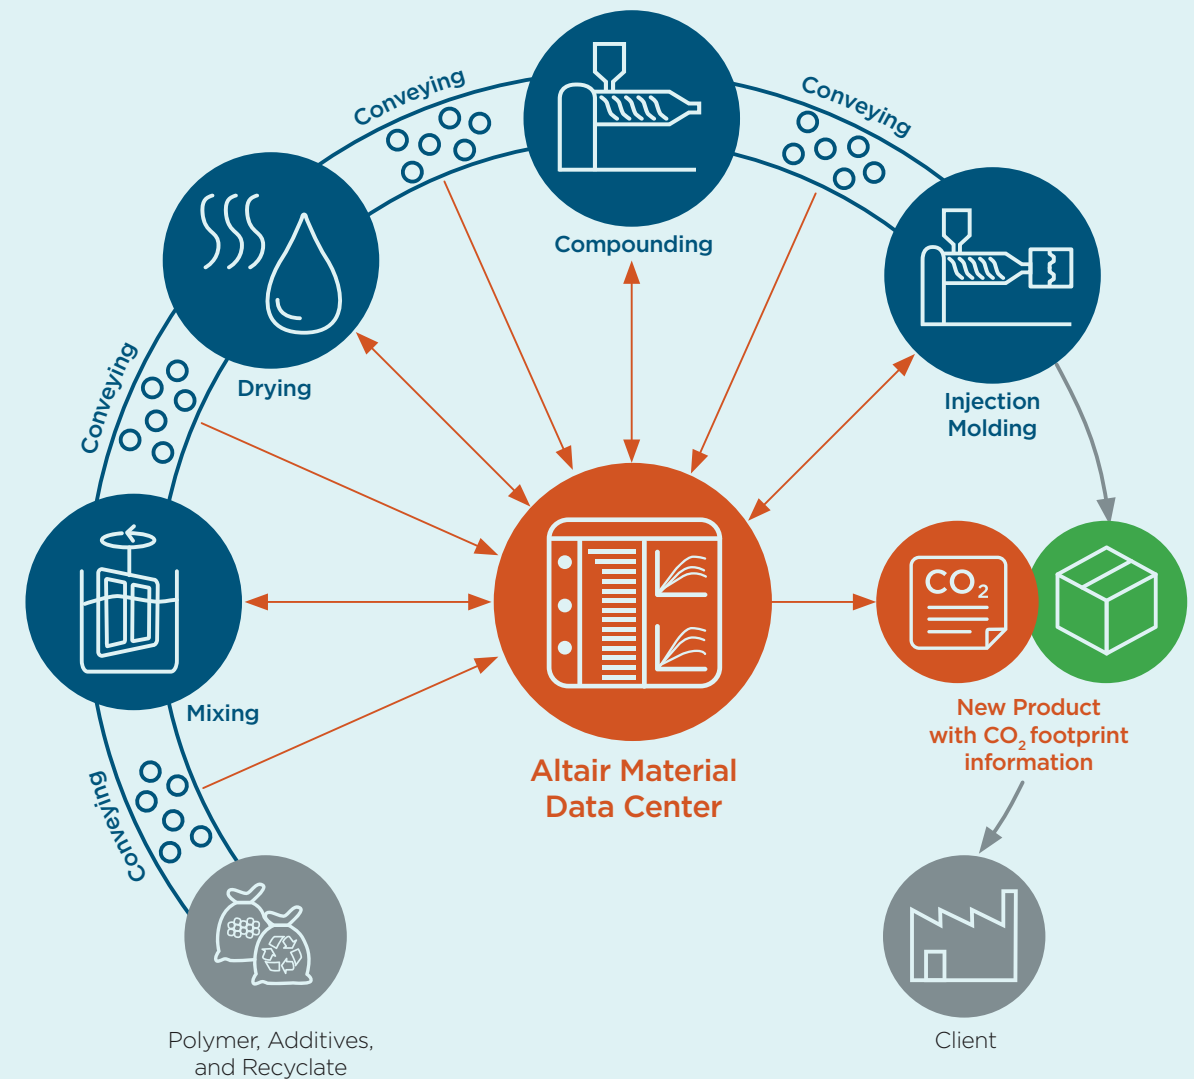 Conveying
Compounding
Conveying
Drying
Injection
Molding
Conveying
Mixing
CO₂
New Product
with CO₂ footprint
information
Altair Material
Data Center
Conveying
Polymer, Additives,
and Recyclate
Client